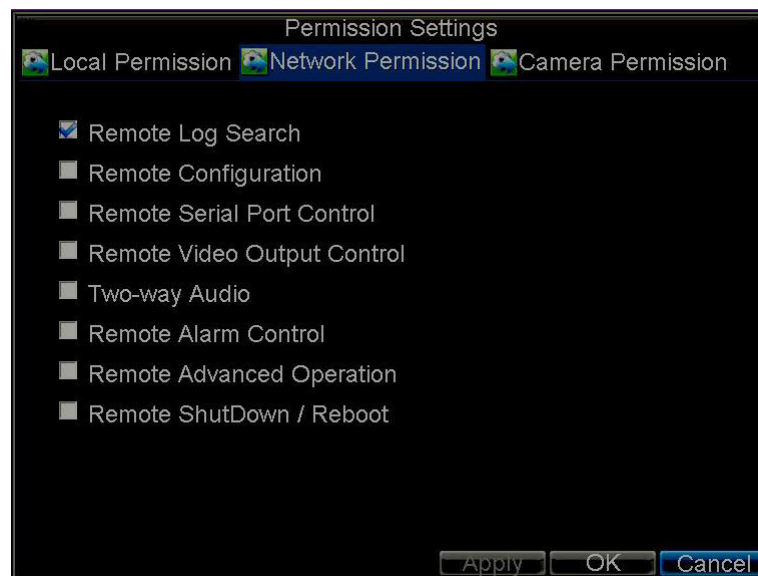 Permission Settings
Local Permission Network Permission Camera Permission
Remote Log Search
Remote Configuration
Remote Serial Port Control
Remote Video Output Control
Two-way Audio
Remote Alarm Control
Remote Advanced Operation
Remote ShutDown / Reboot
Apply OK Cancel